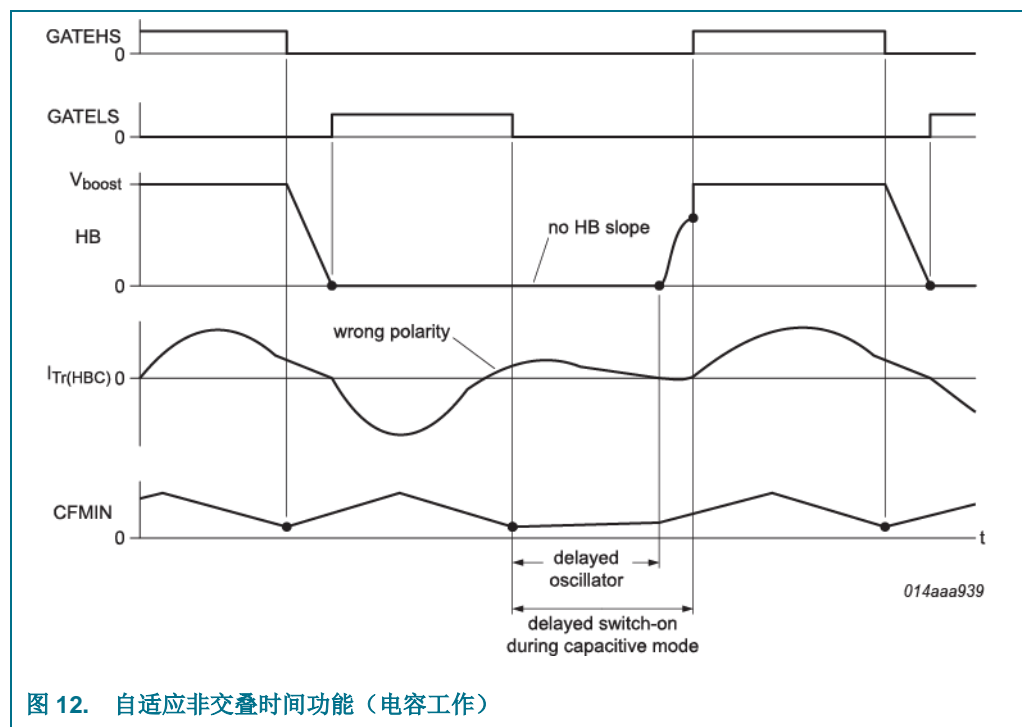 GATEHS
0
GATELS
0
Vboost
HB
no HB slope
0
wrong polarity
ITr(HBC) 0
CFMIN
0
t
delayed
oscillator
014aaa939
delayed switch-on
during capacitive mode
图 12. 自适应非交叠时间功能（电容工作）